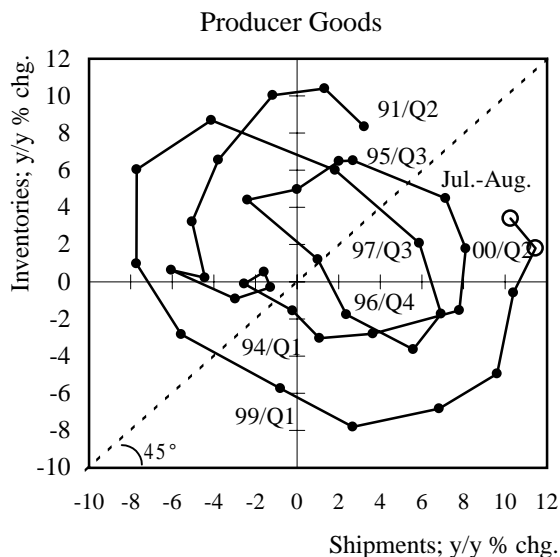 Producer Goods
Inventories; y/y % chg.
12
10
8
6
4
2
0
-2
-4
-6
-8
-10
91/Q2
95/Q3
Jul.-Aug.
97/Q3
00/Q2
96/Q4
94/Q1
99/Q1
45°
-10 -8 -6 -4 -2 0 2 4 6 8 10 12
Shipments; y/y % chg.